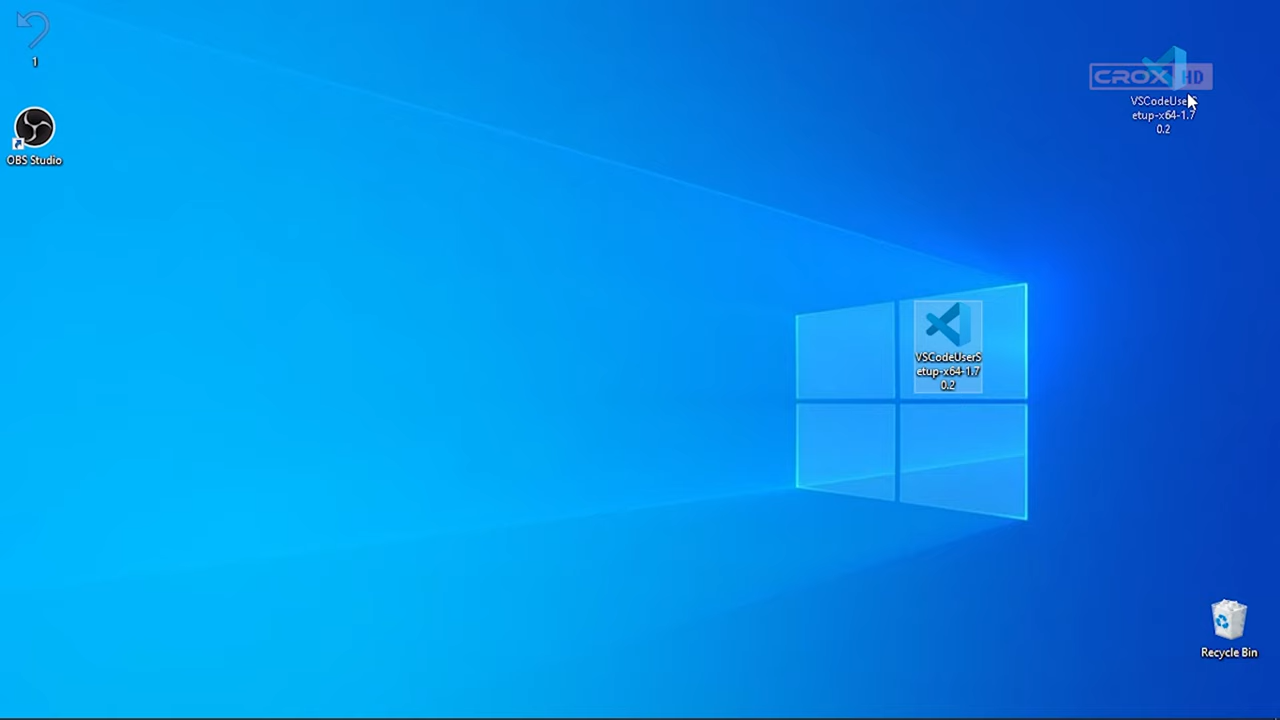 1
OBS Studio
CROX HD
VSCodeUserS
etup-x64-1.7
0.2
VSCodeUserS
etup-x64-1.7
0.2
Recycle Bin